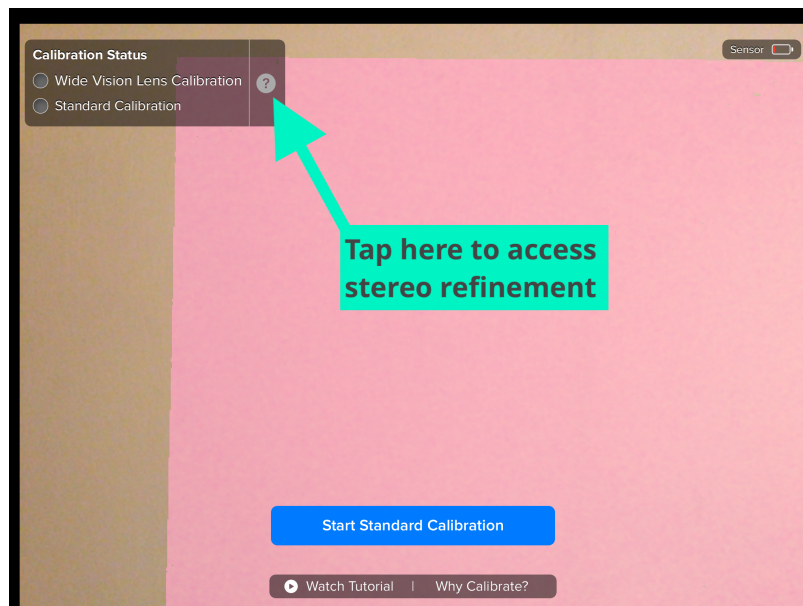 Calibration Status
Wide Vision Lens Calibration
?
Standard Calibration
Sensor
Tap here to access
stereo refinement
Start Standard Calibration
Watch Tutorial | Why Calibrate?